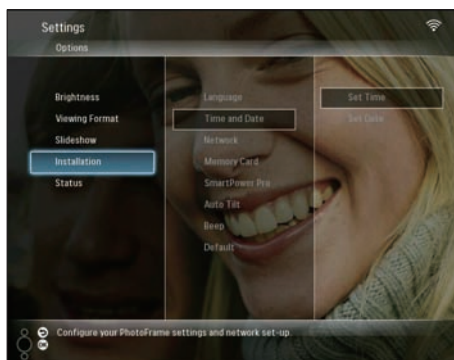 Settings
Options
Brightness
Viewing Format
Slideshow
Installation
Status
Language
Time and Date
Network
Memory Card
SmartPower Pro
Auto Tilt
Beep
Default
Set Time
Set Date
OK
Configure your PhotoFrame settings and network set-up.